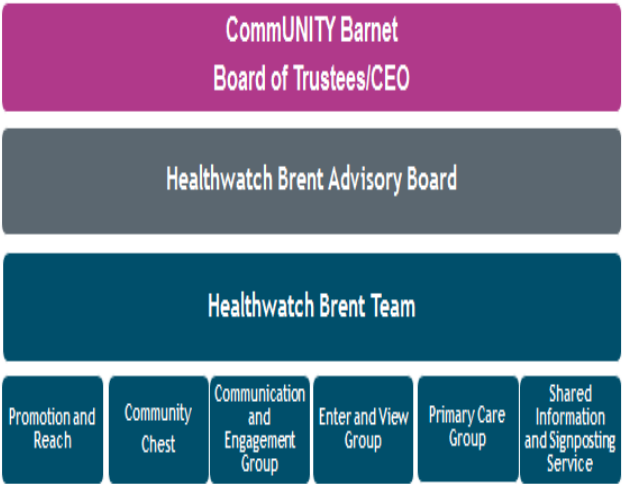 CommUNITY Barnet
Board of Trustees/CEO
Healthwatch Brent Advisory Board
Healthwatch Brent Team
Promotion and
Reach
Community
Chest
Communication
and
Engagement
Group
Enter and View
Group
Primary Care
Group
Shared
Information
and Signposting
Service